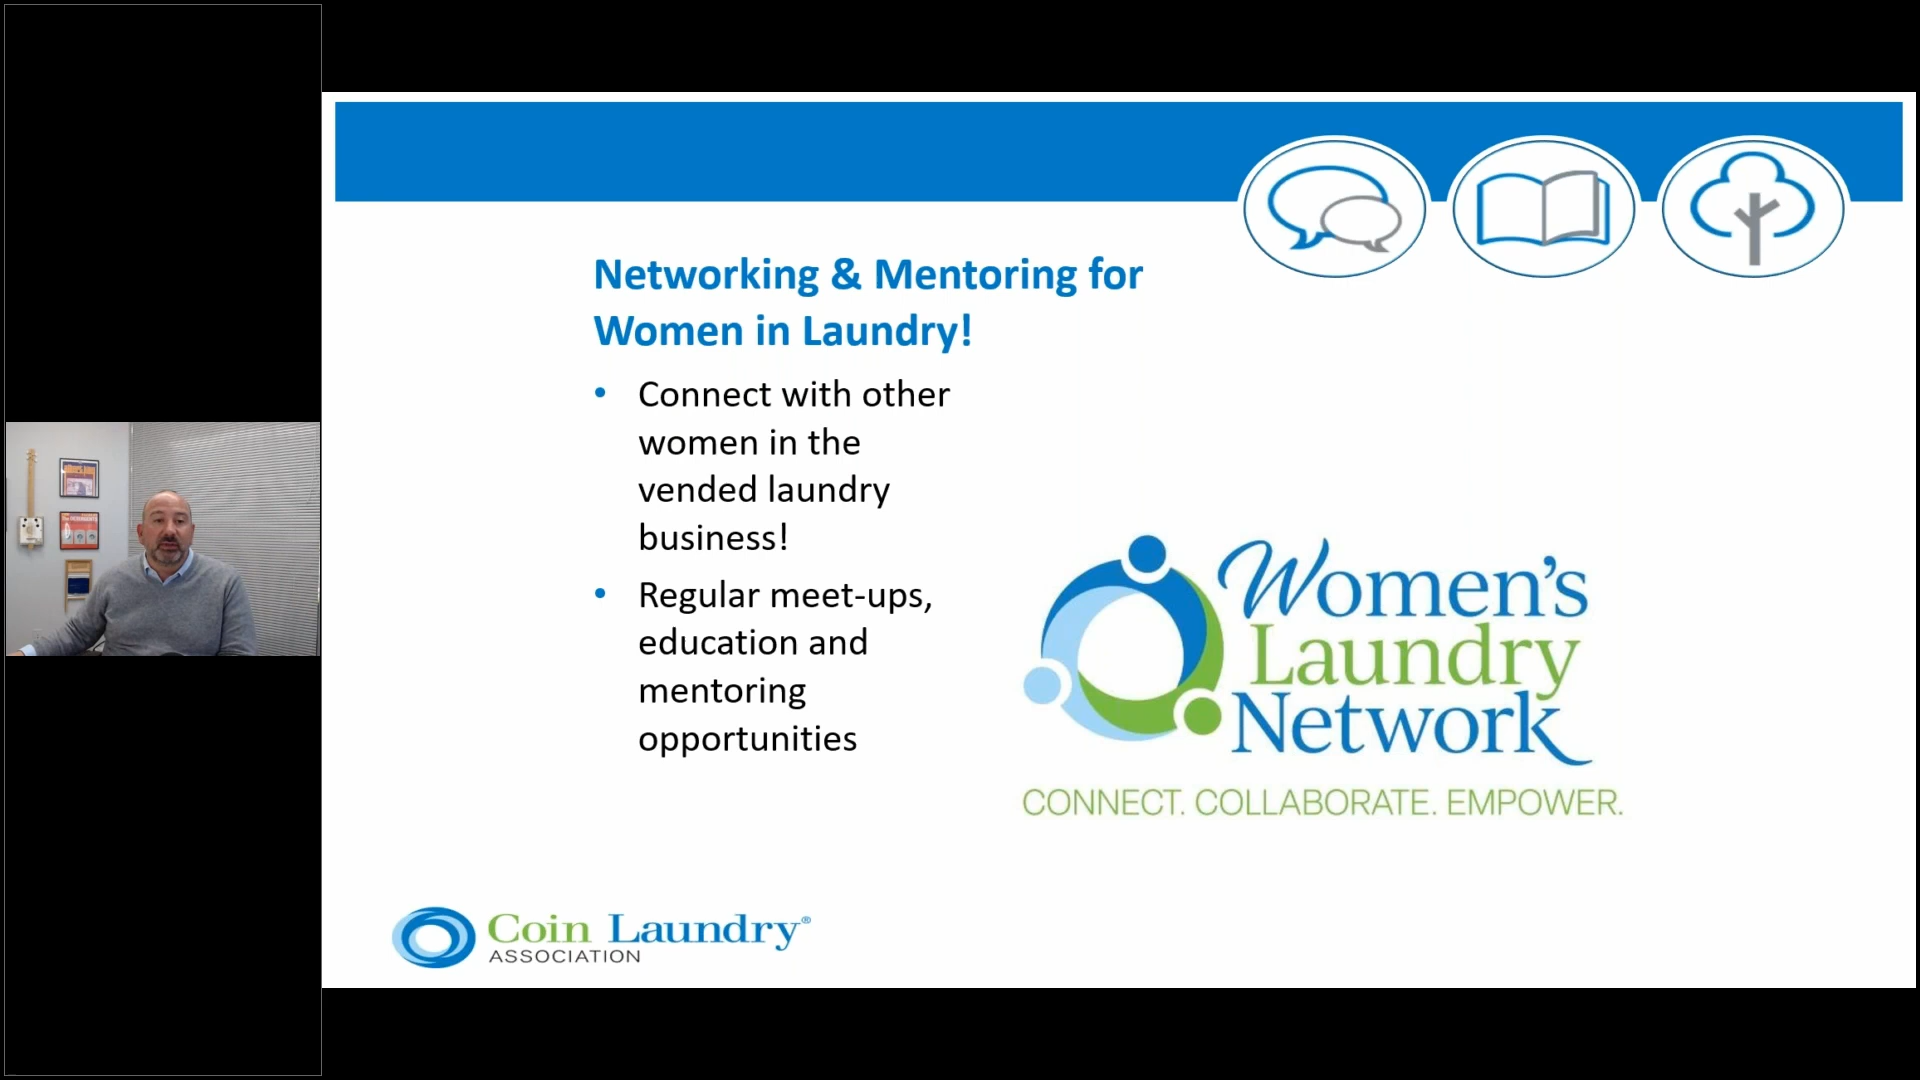 Networking & Mentoring for
Women in Laundry!
• Connect with other
women in the
vended laundry
business!
• Regular meet-ups,
education and
mentoring
opportunities
Women's
Laundry
Network
CONNECT. COLLABORATE. EMPOWER.
Coin Laundry®
ASSOCIATION